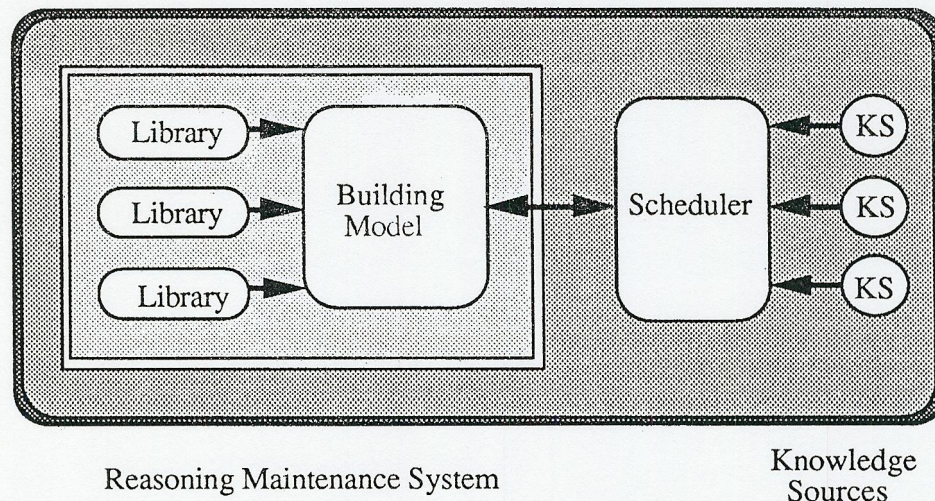 Library
Library
Library
Building
Model
Scheduler
KS
KS
KS
Reasoning Maintenance System
Knowledge
Sources